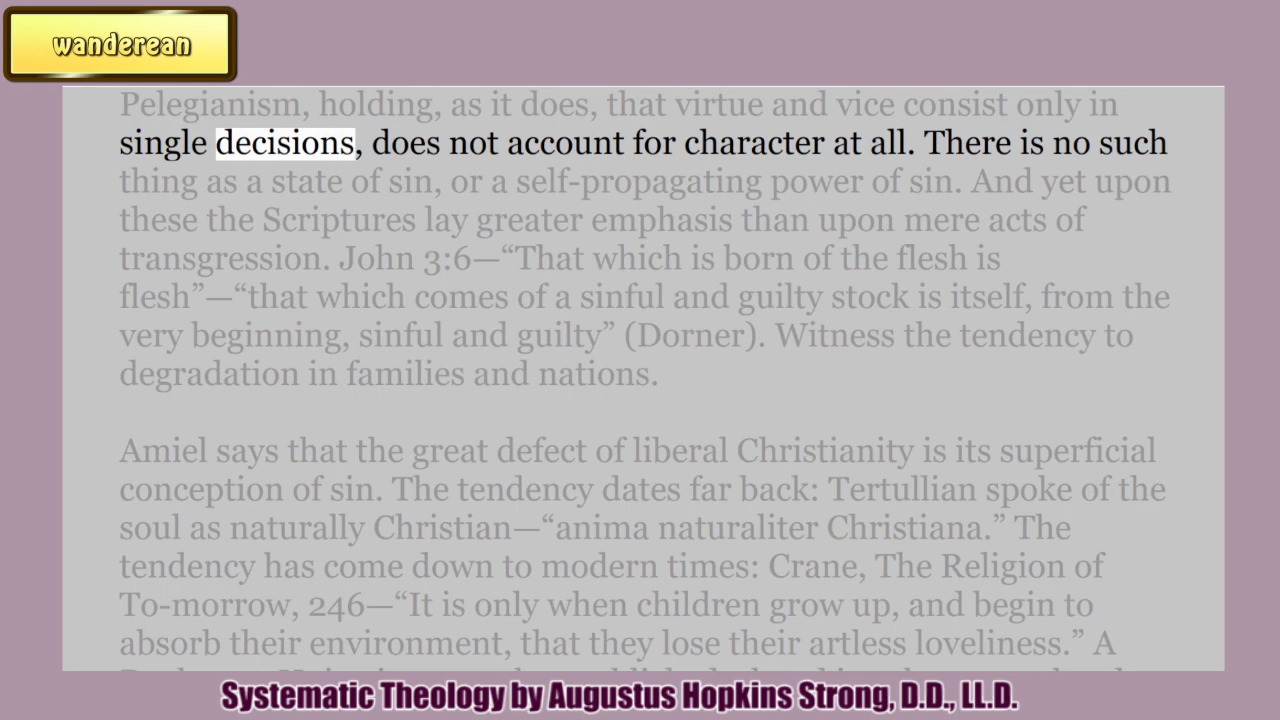 wanderean
Pelegianism, holding, as it does, that virtue and vice consist only in
single decisions, does not account for character at all. There is no such
thing as a state of sin, or a self-propagating power of sin. And yet upon
these the Scriptures lay greater emphasis than upon mere acts of
transgression. John 3:6—“That which is born of the flesh is
flesh”—“that which comes of a sinful and guilty stock is itself, from the
very beginning, sinful and guilty” (Dorner). Witness the tendency to
degradation in families and nations.
Amiel says that the great defect of liberal Christianity is its superficial
conception of sin. The tendency dates far back: Tertullian spoke of the
soul as naturally Christian—“anima naturaliter Christiana.” The
tendency has come down to modern times: Crane, The Religion of
To-morrow, 246—“It is only when children grow up, and begin to
absorb their environment, that they lose their artless loveliness.” A
Systematic Theology by Augustus Hopkins Strong, D.D., LL.D.